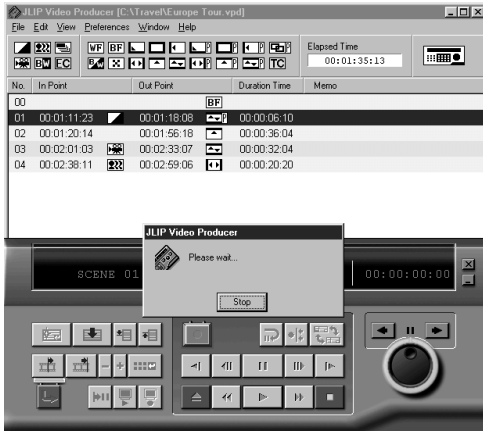 JLIP Video Producer [C:\Travel\Europe Tour.vpd]
File Edit View Preferences Window Help
WF BF P P P P
BW EC B/W P P TC
Elapsed Time
00:01:35:13
No. In Point Out Point Duration Time Memo
00 BF
01 00:01:11:23 00:01:18:08 P 00:00:06:10
02 00:01:20:14 00:01:56:18 00:00:36:04
03 00:02:01:03 00:02:33:07 00:00:32:04
04 00:02:38:11 00:02:59:06 00:00:20:20
JLIP Video Producer
Please wait...
Stop
SCENE 01
00:00:00:00